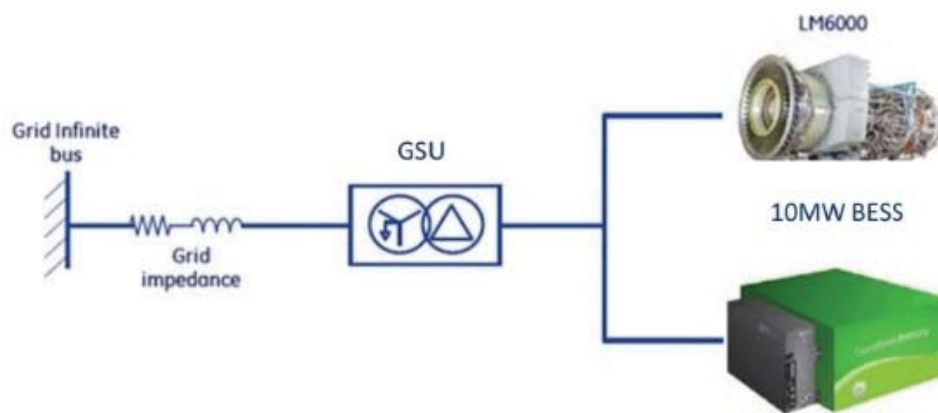 LM6000
Grid Infinite
bus
GSU
10MW BESS
Grid
impedance